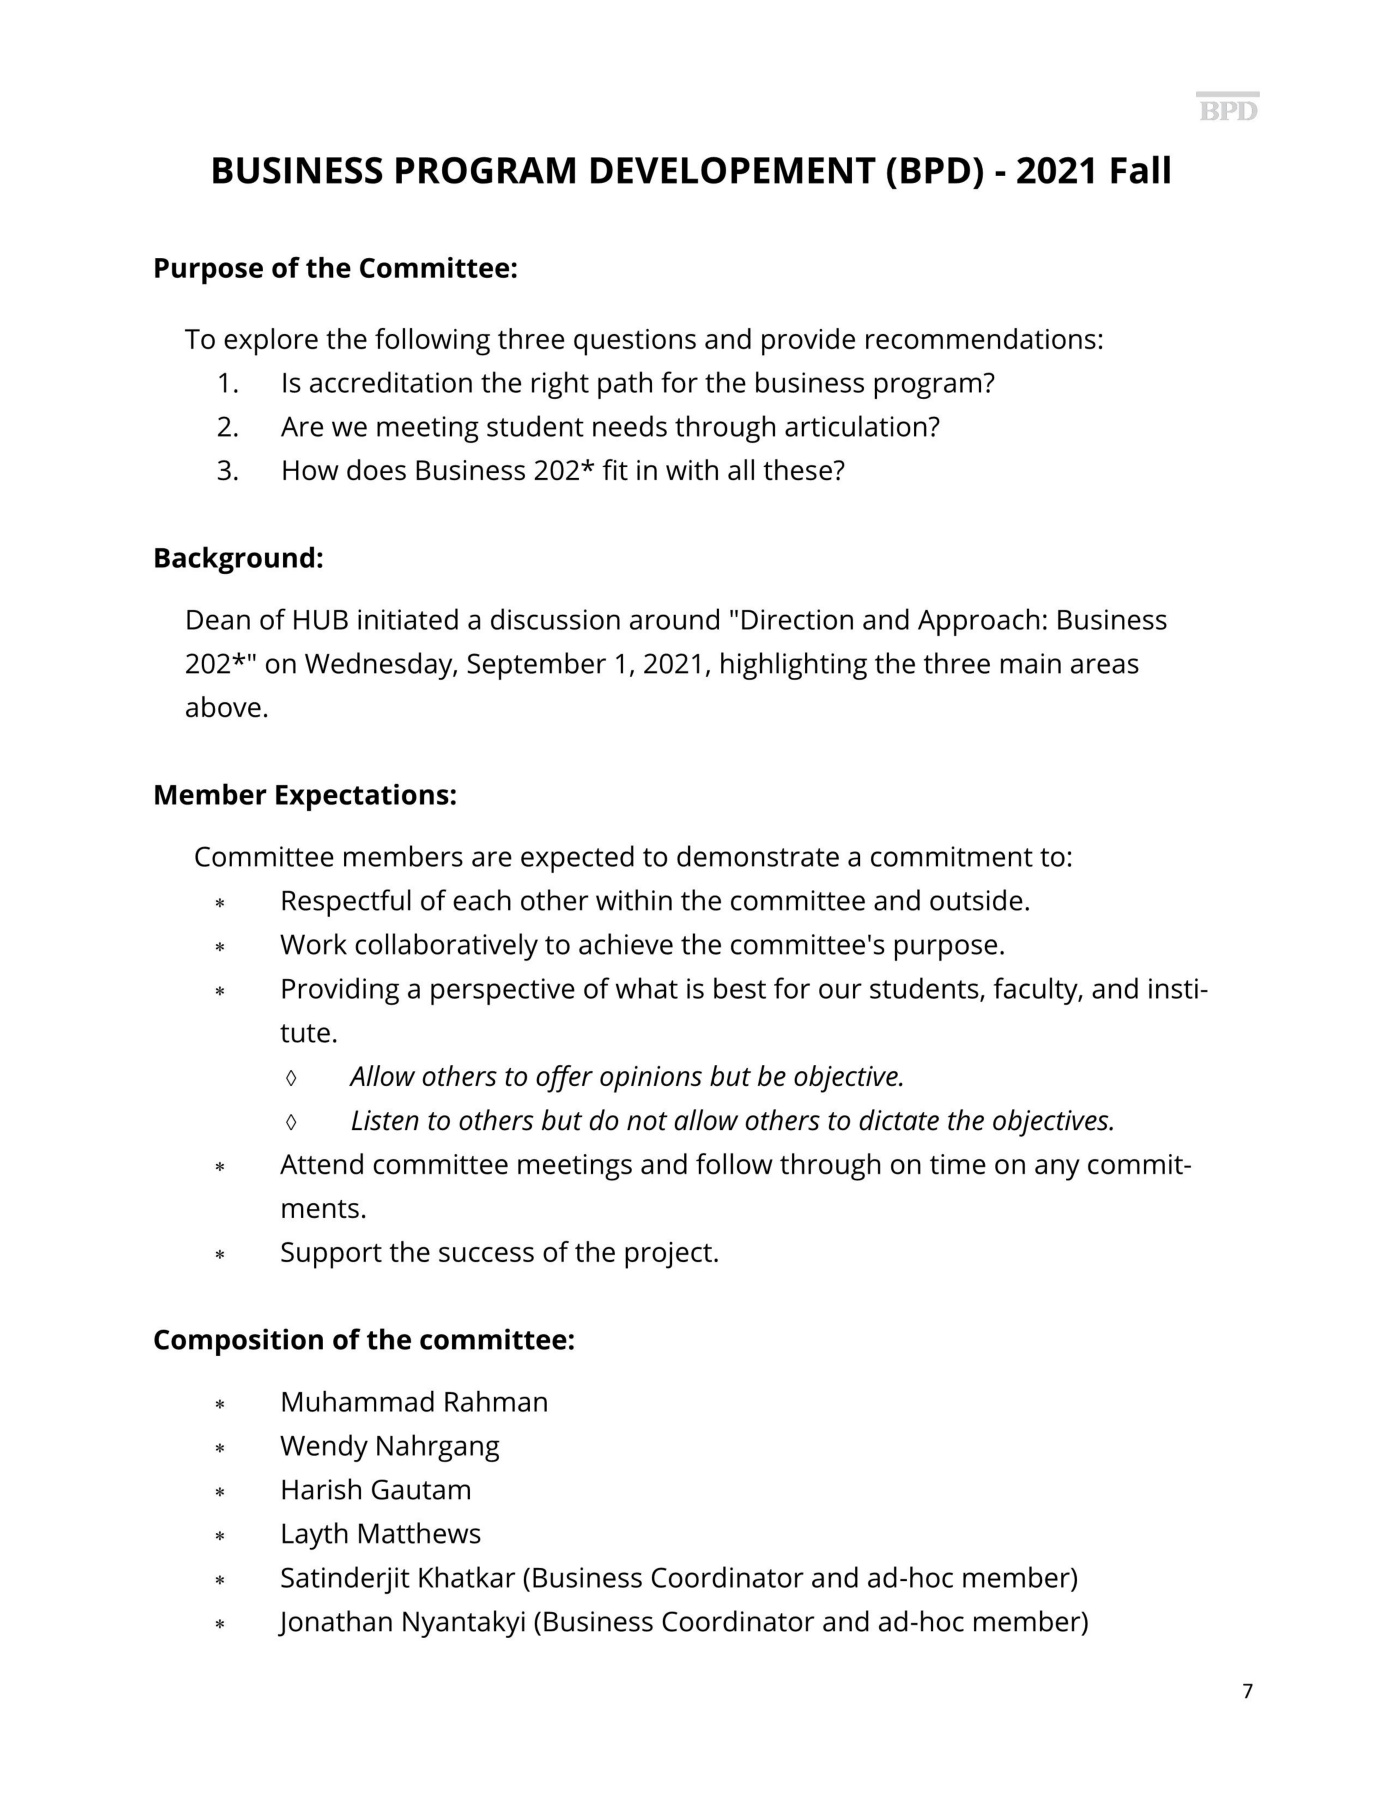 BPD
BUSINESS PROGRAM DEVELOPEMENT (BPD) - 2021 Fall
Purpose of the Committee:
To explore the following three questions and provide recommendations:
1. Is accreditation the right path for the business program?
2. Are we meeting student needs through articulation?
3. How does Business 202* fit in with all these?
Background:
Dean of HUB initiated a discussion around "Direction and Approach: Business
202*" on Wednesday, September 1, 2021, highlighting the three main areas
above.
Member Expectations:
Committee members are expected to demonstrate a commitment to:
* Respectful of each other within the committee and outside.
* Work collaboratively to achieve the committee's purpose.
* Providing a perspective of what is best for our students, faculty, and insti-
tute.
◊ Allow others to offer opinions but be objective.
◊ Listen to others but do not allow others to dictate the objectives.
* Attend committee meetings and follow through on time on any commit-
ments.
* Support the success of the project.
Composition of the committee:
* Muhammad Rahman
* Wendy Nahrgang
* Harish Gautam
* Layth Matthews
* Satinderjit Khatkar (Business Coordinator and ad-hoc member)
* Jonathan Nyantakyi (Business Coordinator and ad-hoc member)
7